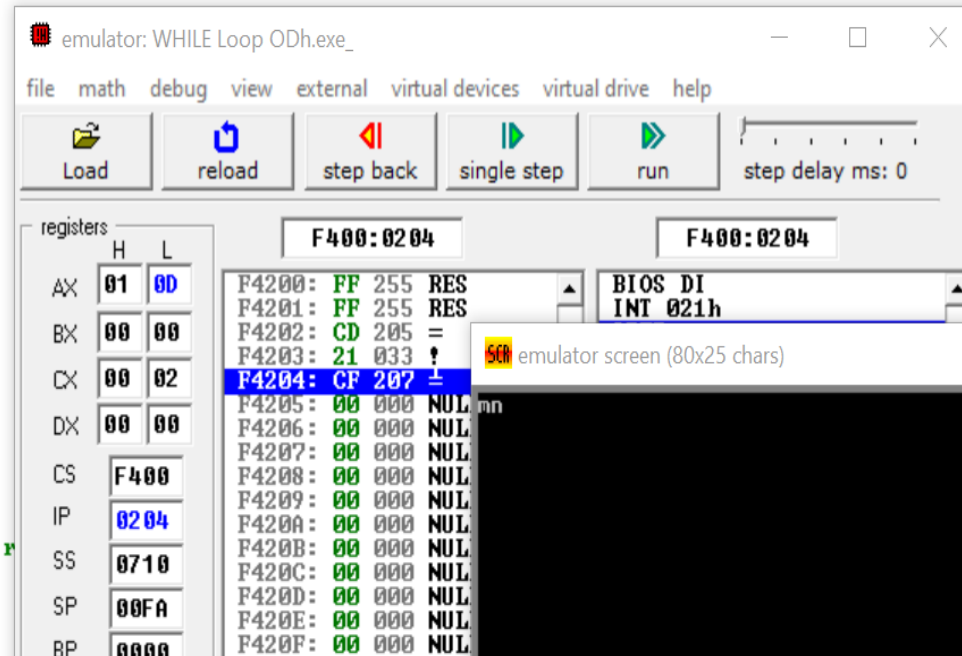 emulator: WHILE Loop ODh.exe_
file math debug view external virtual devices virtual drive help
Load reload step back single step run step delay ms: 0
registers
H L
AX 01 0D
BX 00 00
CX 00 02
DX 00 00
CS F400
IP 0204
SS 0710
SP 00FA
BP 0000
F400:0204
F4200: FF 255 RES
F4201: FF 255 RES
F4202: CD 205 =
F4203: 21 033 !
F4204: CF 207 ╧
F4205: 00 000 NUL
F4206: 00 000 NUL
F4207: 00 000 NUL
F4208: 00 000 NUL
F4209: 00 000 NUL
F420A: 00 000 NUL
F420B: 00 000 NUL
F420C: 00 000 NUL
F420D: 00 000 NUL
F420E: 00 000 NUL
F420F: 00 000 NUL
F400:0204
BIOS DI
INT 021h
SCR emulator screen (80x25 chars)
mn
r